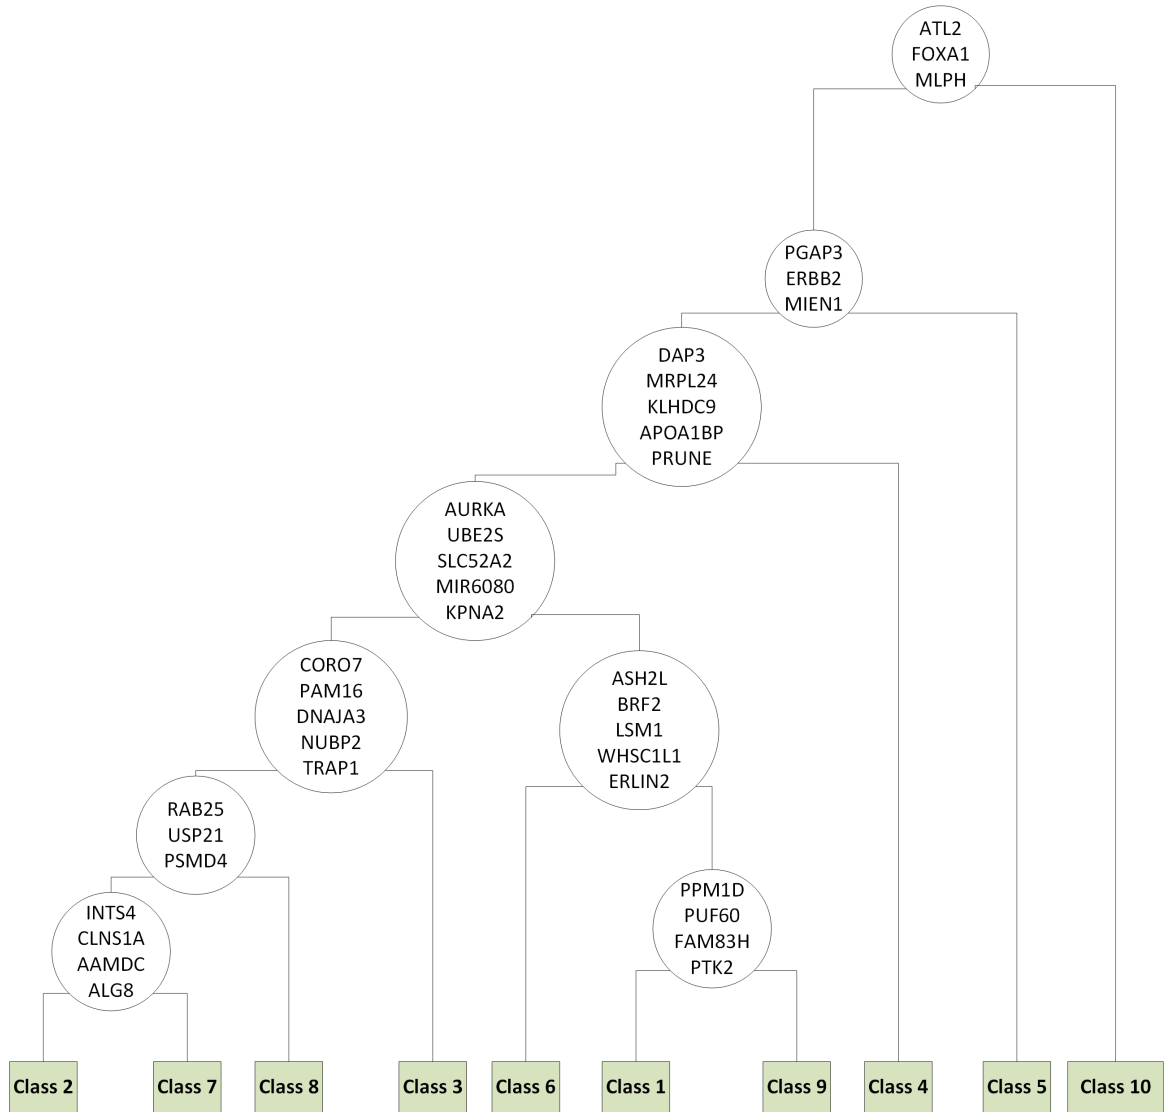 ATL2
FOXA1
MLPH
PGAP3
ERBB2
MIEN1
DAP3
MRPL24
KLHDC9
APOA1BP
PRUNE
AURKA
UBE2S
SLC52A2
MIR6080
KPNA2
CORO7
PAM16
DNAJA3
NUBP2
TRAP1
ASH2L
BRF2
LSM1
WHSC1L1
ERLIN2
RAB25
USP21
PSMD4
PPM1D
PUF60
FAM83H
PTK2
INTS4
CLNS1A
AAMDC
ALG8
Class 2
Class 7
Class 8
Class 3
Class 6
Class 1
Class 9
Class 4
Class 5
Class 10